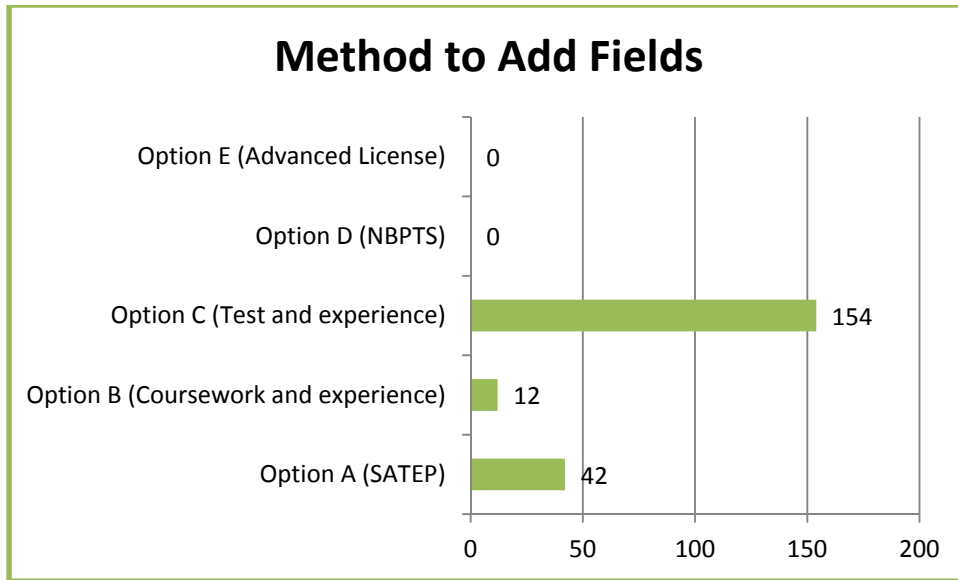 Method to Add Fields
Option E (Advanced License)
0
Option D (NBPTS)
0
Option C (Test and experience)
154
Option B (Coursework and experience)
12
Option A (SATEP)
42
0 50 100 150 200